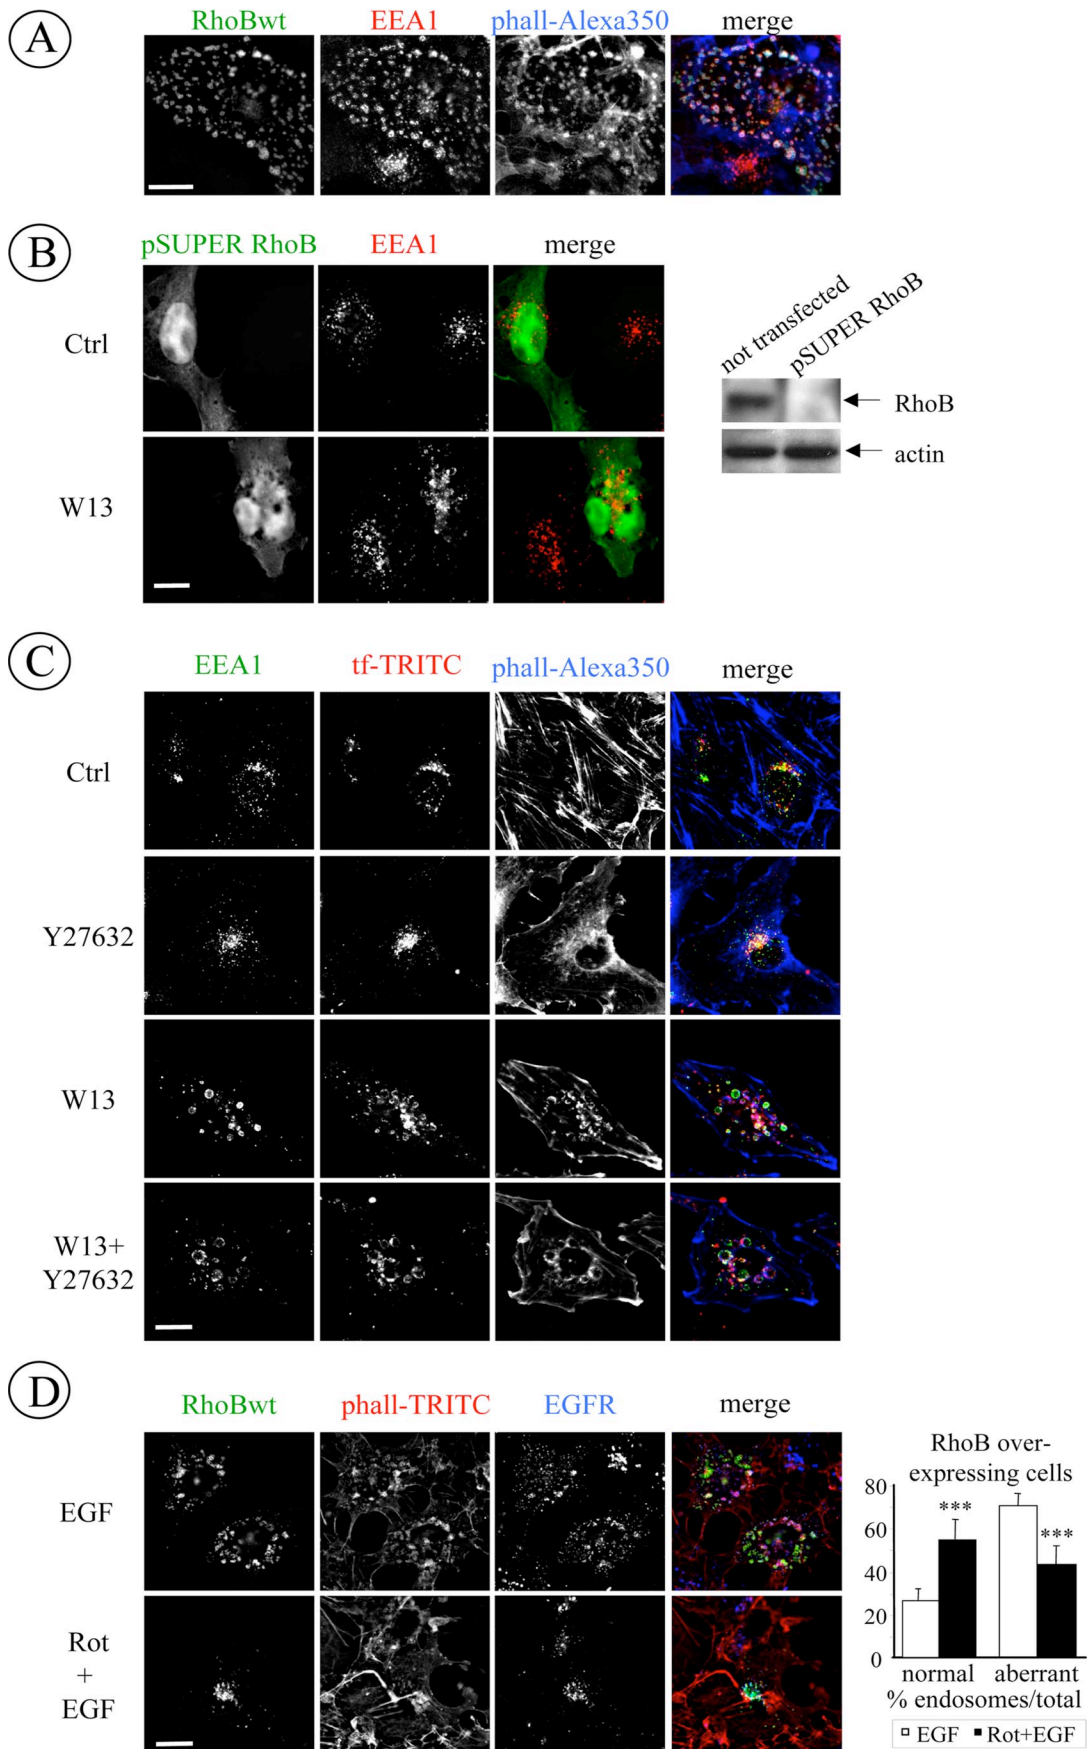 A
RhoBwt EEA1 phall-Alexa350 merge
B
pSUPER RhoB EEA1 merge
Ctrl
W13
not transfected
pSUPER RhoB
RhoB
actin
C
EEA1 tf-TRITC phall-Alexa350 merge
Ctrl
Y27632
W13
W13+
Y27632
D
RhoBwt phall-TRITC EGFR merge
EGF
Rot
+
EGF
RhoB over-
expressing cells
80
60
40
20
0
***
***
normal aberrant
% endosomes/total
EGF Rot+EGF